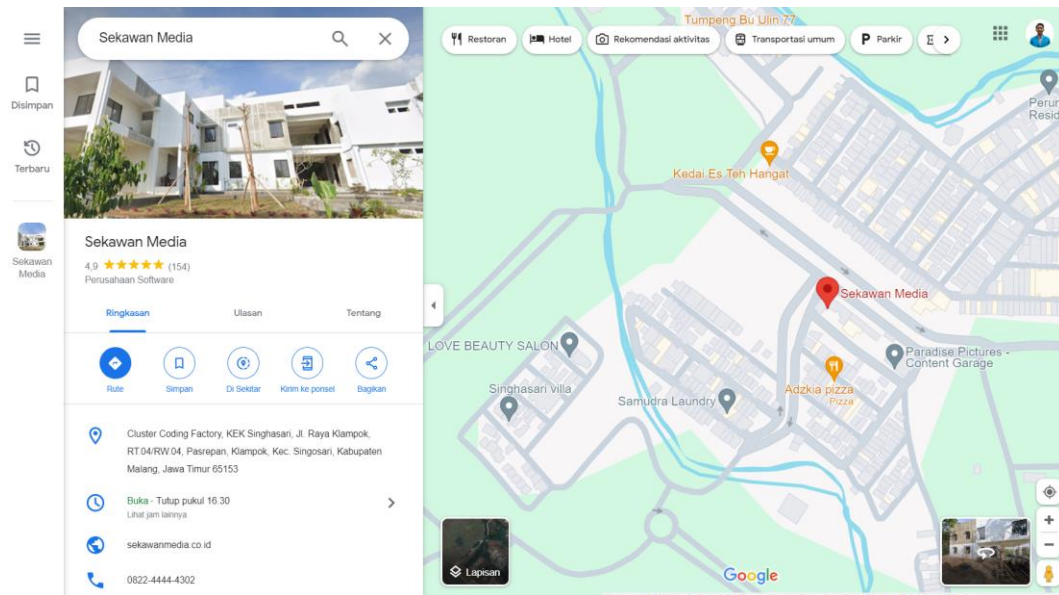 Sekawan Media
Disimpan
Terbaru
Sekawan
Media
Sekawan Media
4,9 ★★★★★ (154)
Perusahaan Software
Ringkasan
Ulasan
Tentang
Rute
Simpan
Di Sekitar
Kirim ke ponsel
Bagikan
Cluster Coding Factory, KEK Singhasari, Jl. Raya Klampok,
RT.04/RW.04, Pasrepan, Klampok, Kec. Singosari, Kabupaten
Malang, Jawa Timur 65153
Buka - Tutup pukul 16.30
Lihat jam lainnya
sekawanmedia.co.id
0822-4444-4302
Restoran
Hotel
Rekomendasi aktivitas
Transportasi umum
P Parkir
Tumpeng Bu Ulin 77
Perur
Resid
Kedai Es Teh Hangat
Sekawan Media
LOVE BEAUTY SALON
Paradise Pictures -
Content Garage
Singhasari villa
Samudra Laundry
Adzkia pizza
Pizza
Lapisan
Google